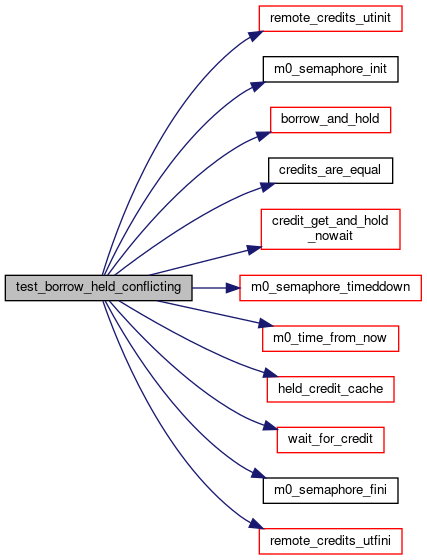 remote_credits_utinit
m0_semaphore_init
borrow_and_hold
credits_are_equal
credit_get_and_hold
_nowait
test_borrow_held_conflicting
m0_semaphore_timeddown
m0_time_from_now
held_credit_cache
wait_for_credit
m0_semaphore_fini
remote_credits_utfini